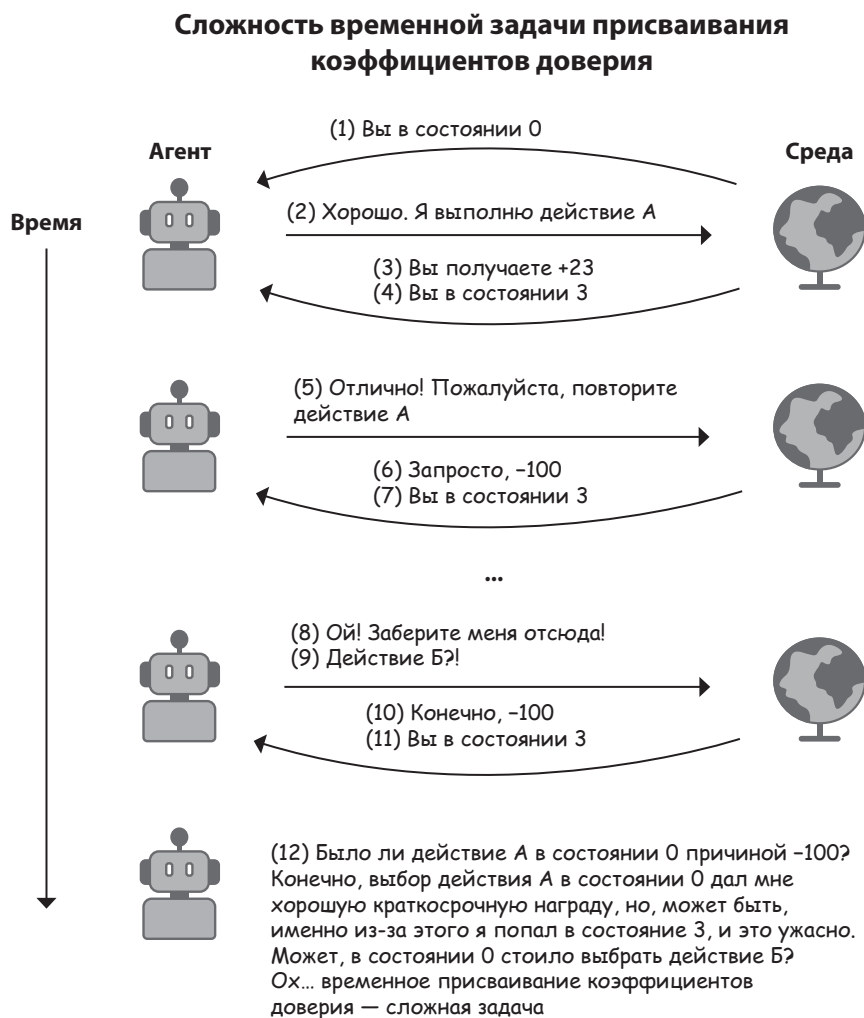 Сложность временной задачи присваивания
коэффициентов доверия
(1) Вы в состоянии 0
Агент
Среда
Время
(2) Хорошо. Я выполню действие А
(3) Вы получаете +23
(4) Вы в состоянии 3
(5) Отлично! Пожалуйста, повторите
действие А
(6) Запросто, −100
(7) Вы в состоянии 3
...
(8) Ой! Заберите меня отсюда!
(9) Действие Б?!
(10) Конечно, −100
(11) Вы в состоянии 3
(12) Было ли действие А в состоянии 0 причиной −100?
Конечно, выбор действия А в состоянии 0 дал мне
хорошую краткосрочную награду, но, может быть,
именно из-за этого я попал в состояние 3, и это ужасно.
Может, в состоянии 0 стоило выбрать действие Б?
Ох... временное присваивание коэффициентов
доверия — сложная задача